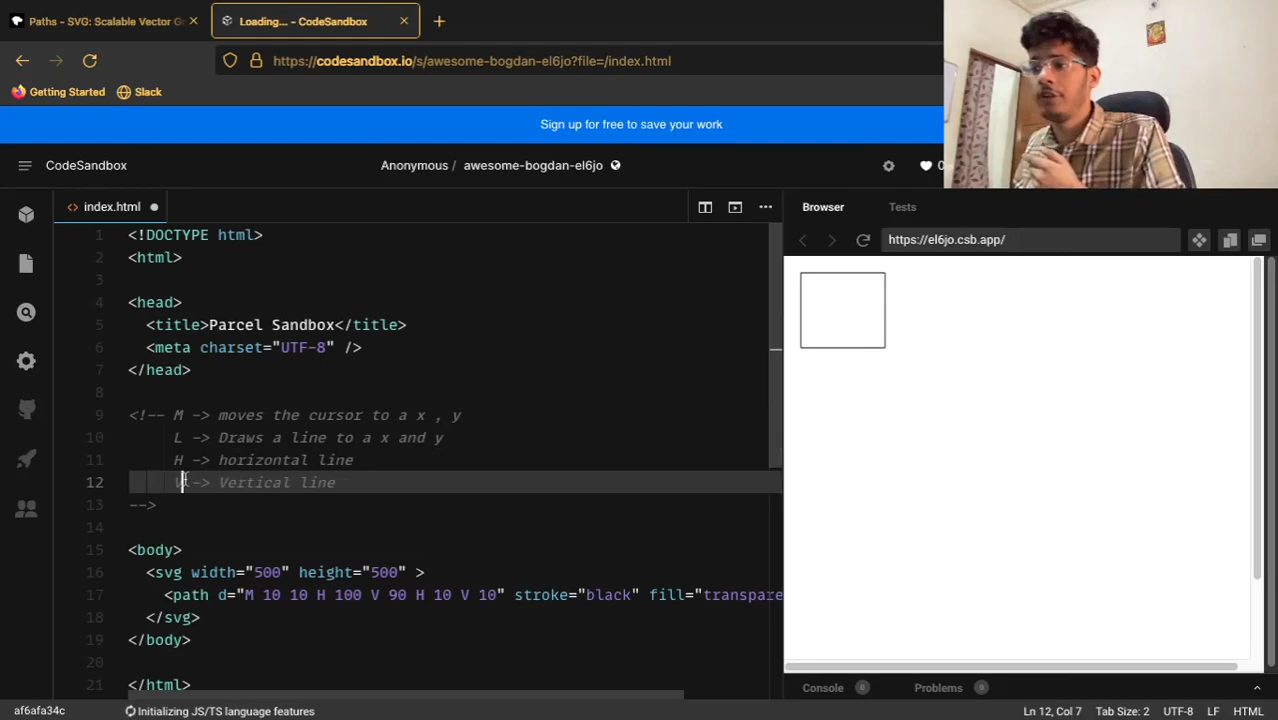 Paths - SVG: Scalable Vector Gr
Loading... - CodeSandbox
https://codesandbox.io/s/awesome-bogdan-el6jo?file=/index.html
Getting Started
Slack
Sign up for free to save your work
CodeSandbox
Anonymous / awesome-bogdan-el6jo
0
index.html
Browser
Tests
https://el6jo.csb.app/
1 <!DOCTYPE html>
2 <html>
3
4 <head>
5 <title>Parcel Sandbox</title>
6 <meta charset="UTF-8" />
7 </head>
8
9 <!-- M -> moves the cursor to a x , y
10 L -> Draws a line to a x and y
11 H -> horizontal line
12 V -> Vertical line
13 -->
14
15 <body>
16 <svg width="500" height="500" >
17 <path d="M 10 10 H 100 V 90 H 10 V 10" stroke="black" fill="transpare
18 </svg>
19 </body>
20
21 </html>
Console 0 Problems 0
af6afa34c
Initializing JS/TS language features
Ln 12, Col 7 Tab Size: 2 UTF-8 LF HTML